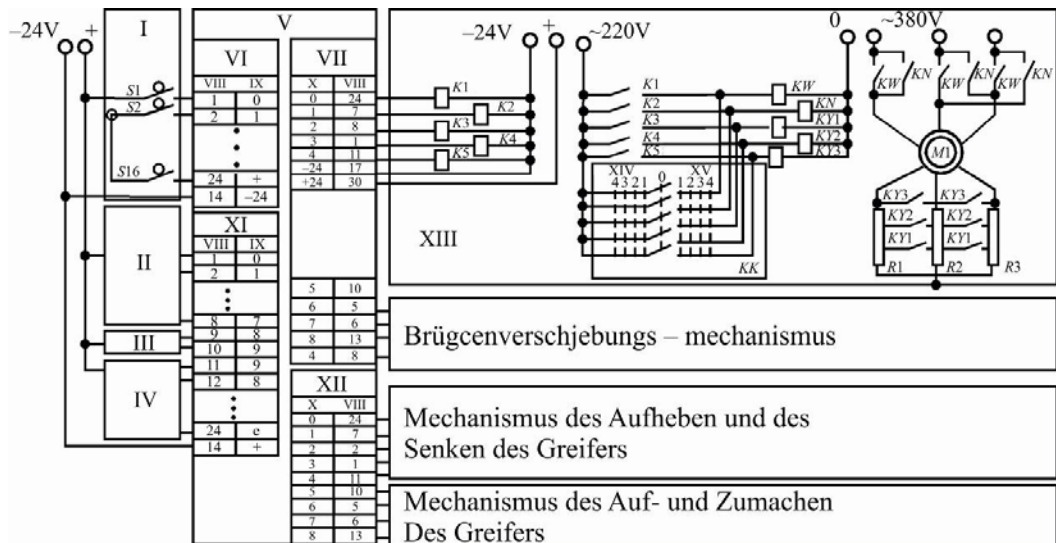 –24V +
I
S1
S2
S16
II
III
IV
V
VI
VIII IX
1 0
2 1
24 +
14 –24
XI
VIII IX
1 0
2 1
8 7
9 8
10 9
11 9
12 8
24 e
14 +
VII
X VIII
0 24
1 7
2 8
3 1
4 11
–24 17
+24 30
5 10
6 5
7 6
8 13
4 8
XII
X VIII
0 24
1 7
2 2
3 1
4 11
5 10
6 5
7 6
8 13
XIII
–24V +
K1
K2
K3
K4
K5
~220V
0
K1
K2
K3
K4
K5
KW
KN
KY1
KY2
KY3
XIV XV
4 3 2 1 0 1 2 3 4
KK
~380V
KW KN KW KN KW KN
M1
KY3 KY3
KY2 KY2
KY1 KY1
R1 R2 R3
Brügcenverschjebungs – mechanismus
Mechanismus des Aufheben und des
Senken des Greifers
Mechanismus des Auf- und Zumachen
Des Greifers